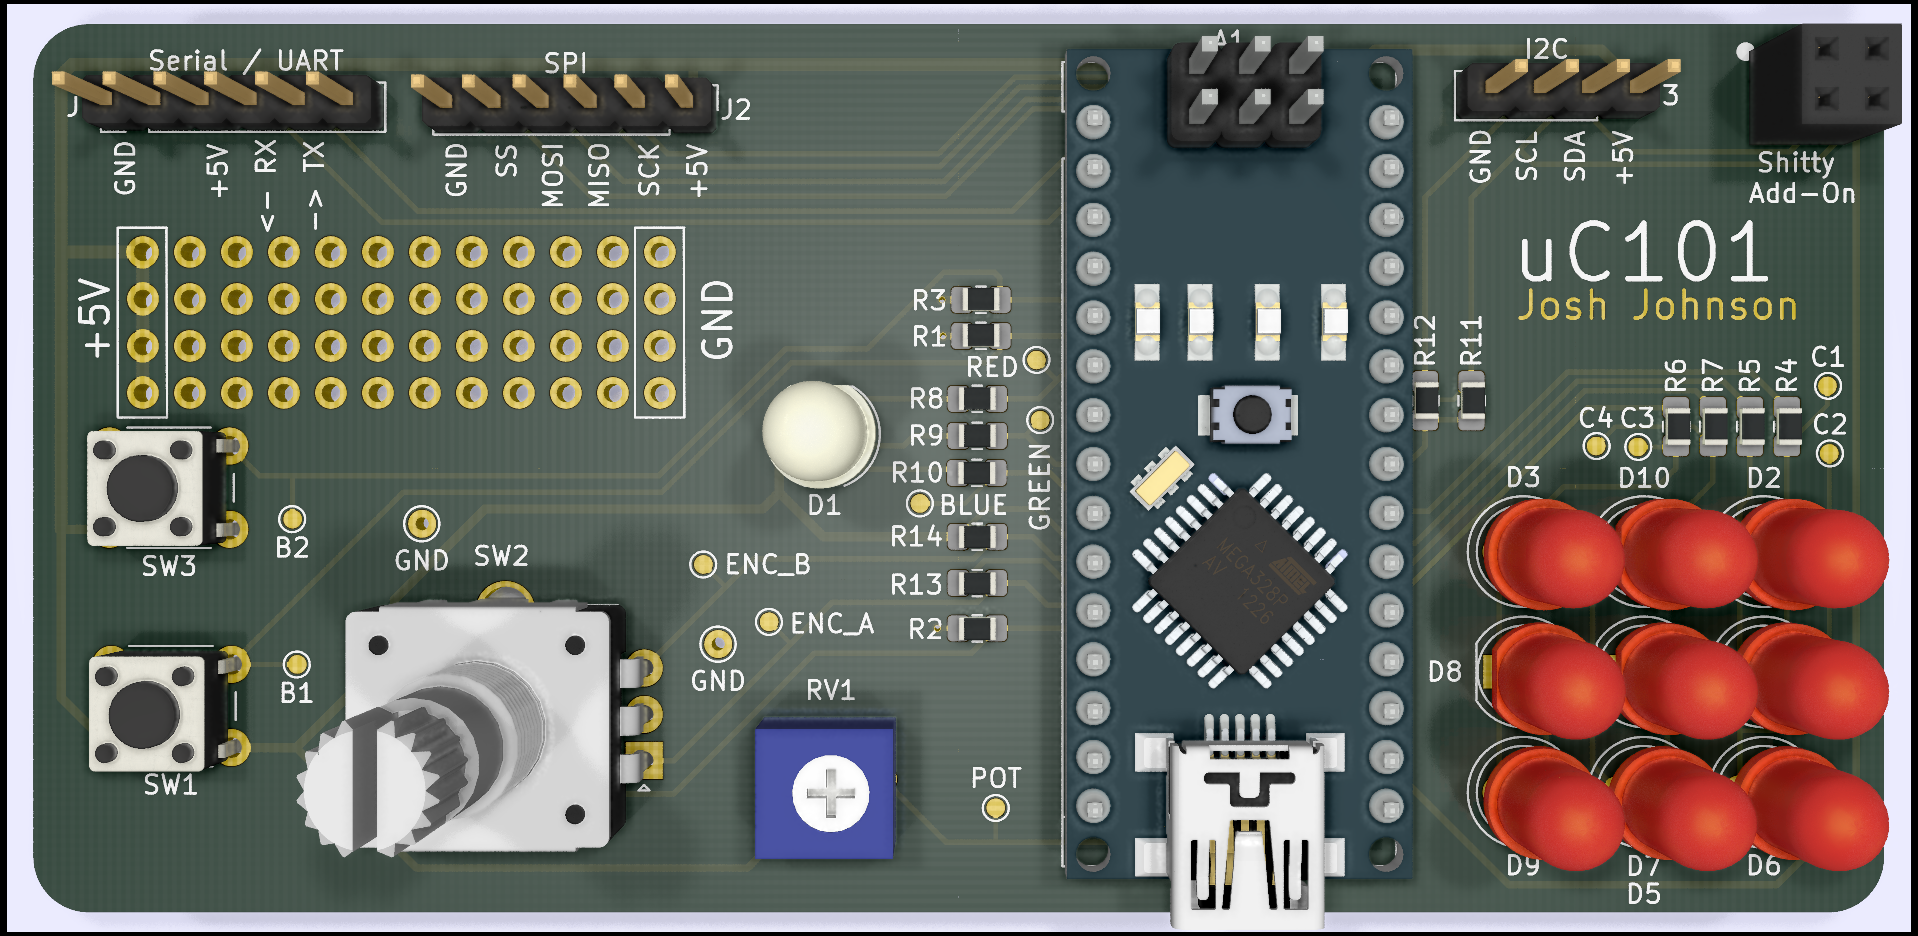 Serial / UART
SPI
A1
I2C
J
J2
3
GND
+5V
<- RX
-> TX
GND
SS
MOSI
MISO
SCK
+5V
GND
SCL
SDA
+5V
Shitty
Add-On
uC101
Josh Johnson
+5V
GND
R3
R1
RED
R8
R9
R10
BLUE
GREEN
R14
R13
R2
D1
R12
R11
R6
R7
R5
R4
C1
C4
C3
C2
D3
D10
D2
SW3
B2
GND
SW2
ENC_B
ENC_A
GND
SW1
B1
RV1
POT
MEGA328P
AV
1226
ATMEL
D8
D9
D7
D6
D5